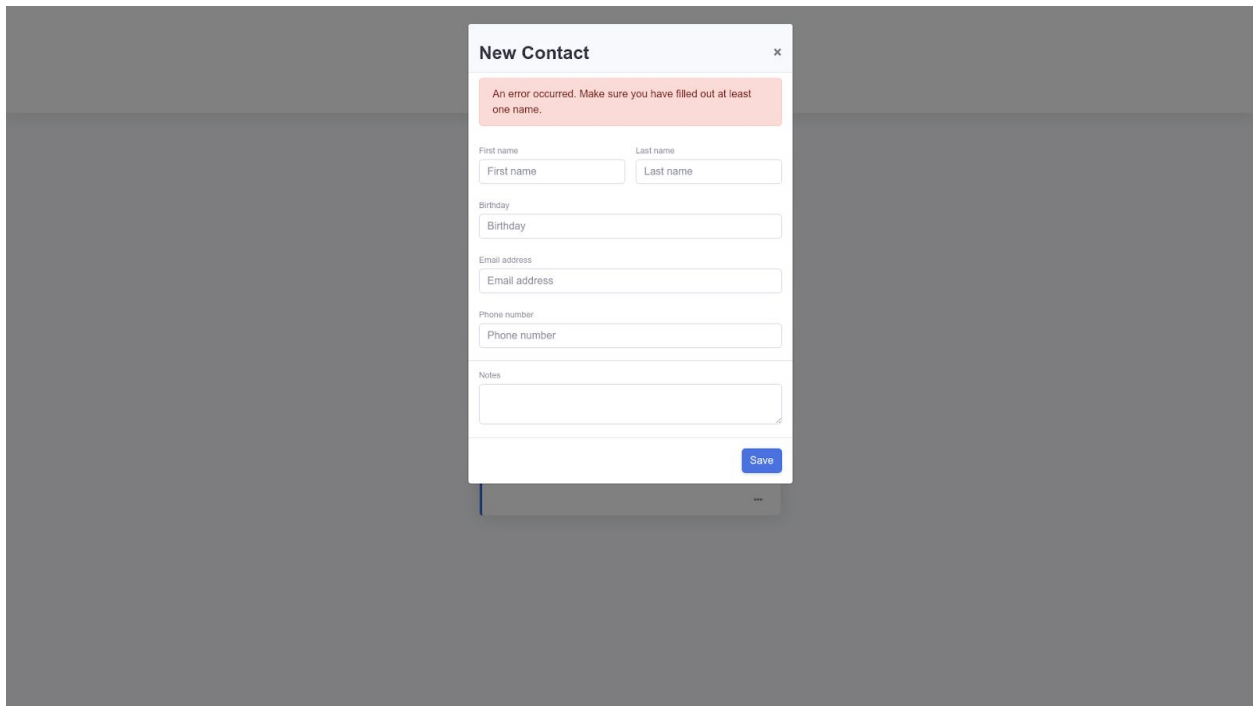 New Contact ×
An error occurred. Make sure you have filled out at least
one name.
First name Last name
First name Last name
Birthday
Birthday
Email address
Email address
Phone number
Phone number
Notes
Save